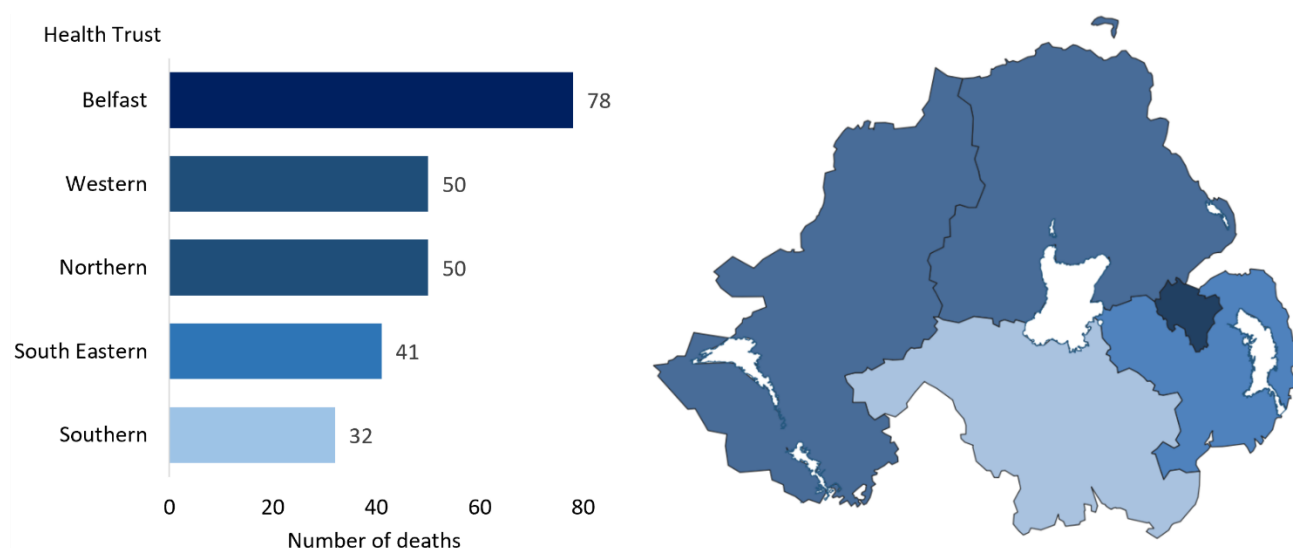 Health Trust
Belfast
78
Western
50
Northern
50
South Eastern
41
Southern
32
0
20
40
60
80
Number of deaths